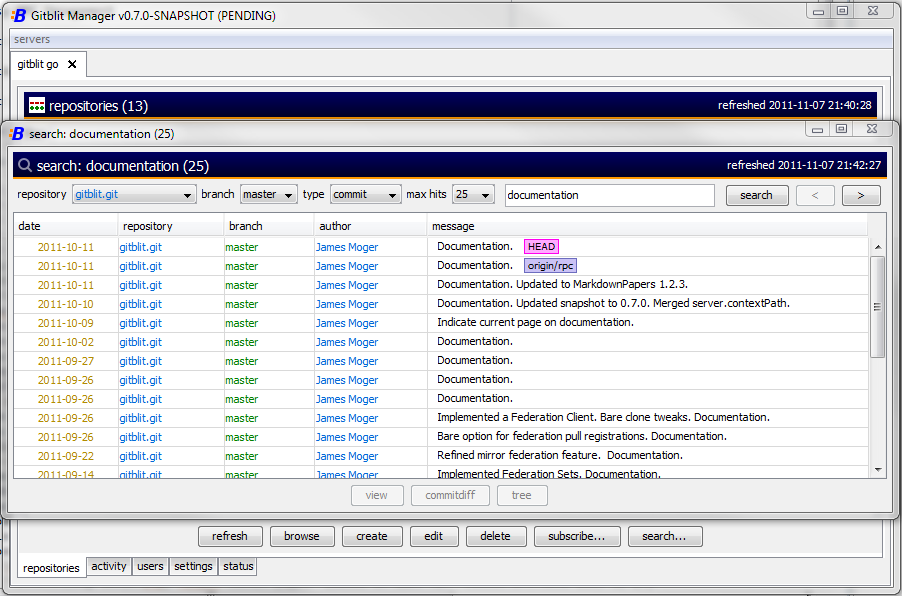 Gitblit Manager v0.7.0-SNAPSHOT (PENDING)
servers
gitblit go
repositories (13) refreshed 2011-11-07 21:40:28
search: documentation (25)
search: documentation (25) refreshed 2011-11-07 21:42:27
repository gitblit.git branch master type commit max hits 25 documentation search < >
date repository branch author message
2011-10-11 gitblit.git master James Moger Documentation. HEAD
2011-10-11 gitblit.git master James Moger Documentation. origin/rpc
2011-10-11 gitblit.git master James Moger Documentation. Updated to MarkdownPapers 1.2.3.
2011-10-10 gitblit.git master James Moger Documentation. Updated snapshot to 0.7.0. Merged server.contextPath.
2011-10-09 gitblit.git master James Moger Indicate current page on documentation.
2011-10-02 gitblit.git master James Moger Documentation.
2011-09-27 gitblit.git master James Moger Documentation.
2011-09-26 gitblit.git master James Moger Documentation.
2011-09-26 gitblit.git master James Moger Documentation.
2011-09-26 gitblit.git master James Moger Implemented a Federation Client. Bare clone tweaks. Documentation.
2011-09-26 gitblit.git master James Moger Bare option for federation pull registrations. Documentation.
2011-09-22 gitblit.git master James Moger Refined mirror federation feature. Documentation.
2011-09-14 gitblit.git master James Moger Implemented Federation Sets. Documentation.
view commitdiff tree
refresh browse create edit delete subscribe... search...
repositories activity users settings status